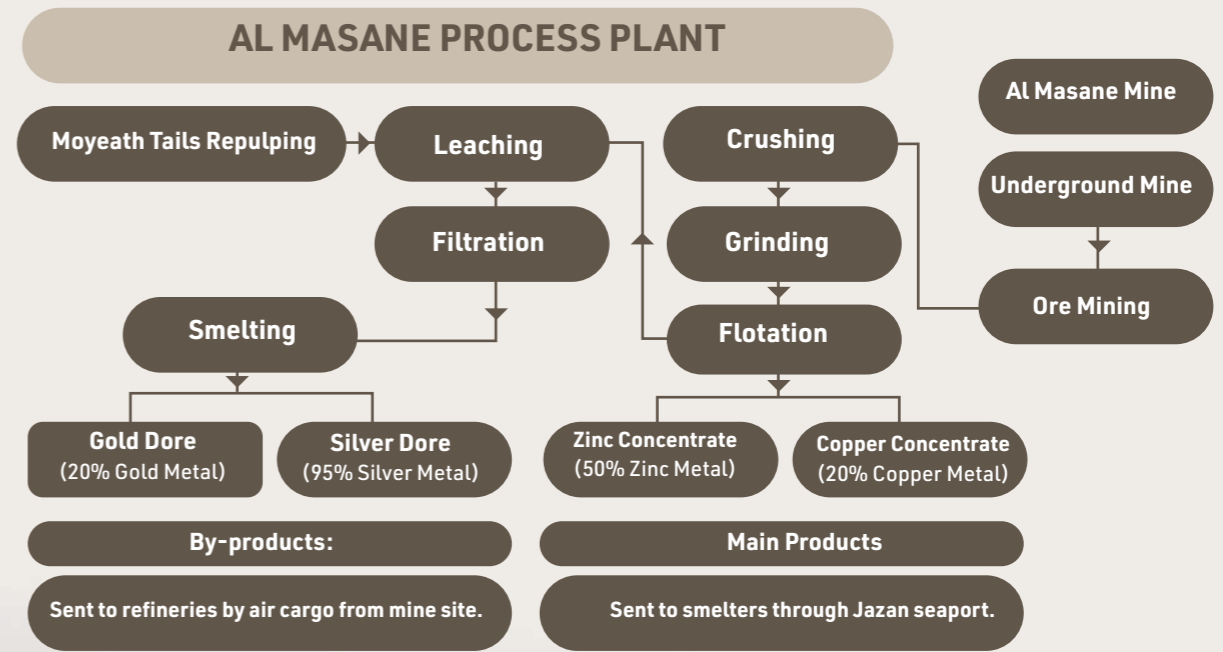 AL MASANE PROCESS PLANT
Al Masane Mine
Moyeath Tails Repulping
Leaching
Crushing
Underground Mine
Filtration
Grinding
Ore Mining
Smelting
Flotation
Gold Dore
(20% Gold Metal)
Silver Dore
(95% Silver Metal)
Zinc Concentrate
(50% Zinc Metal)
Copper Concentrate
(20% Copper Metal)
By-products:
Main Products
Sent to refineries by air cargo from mine site.
Sent to smelters through Jazan seaport.